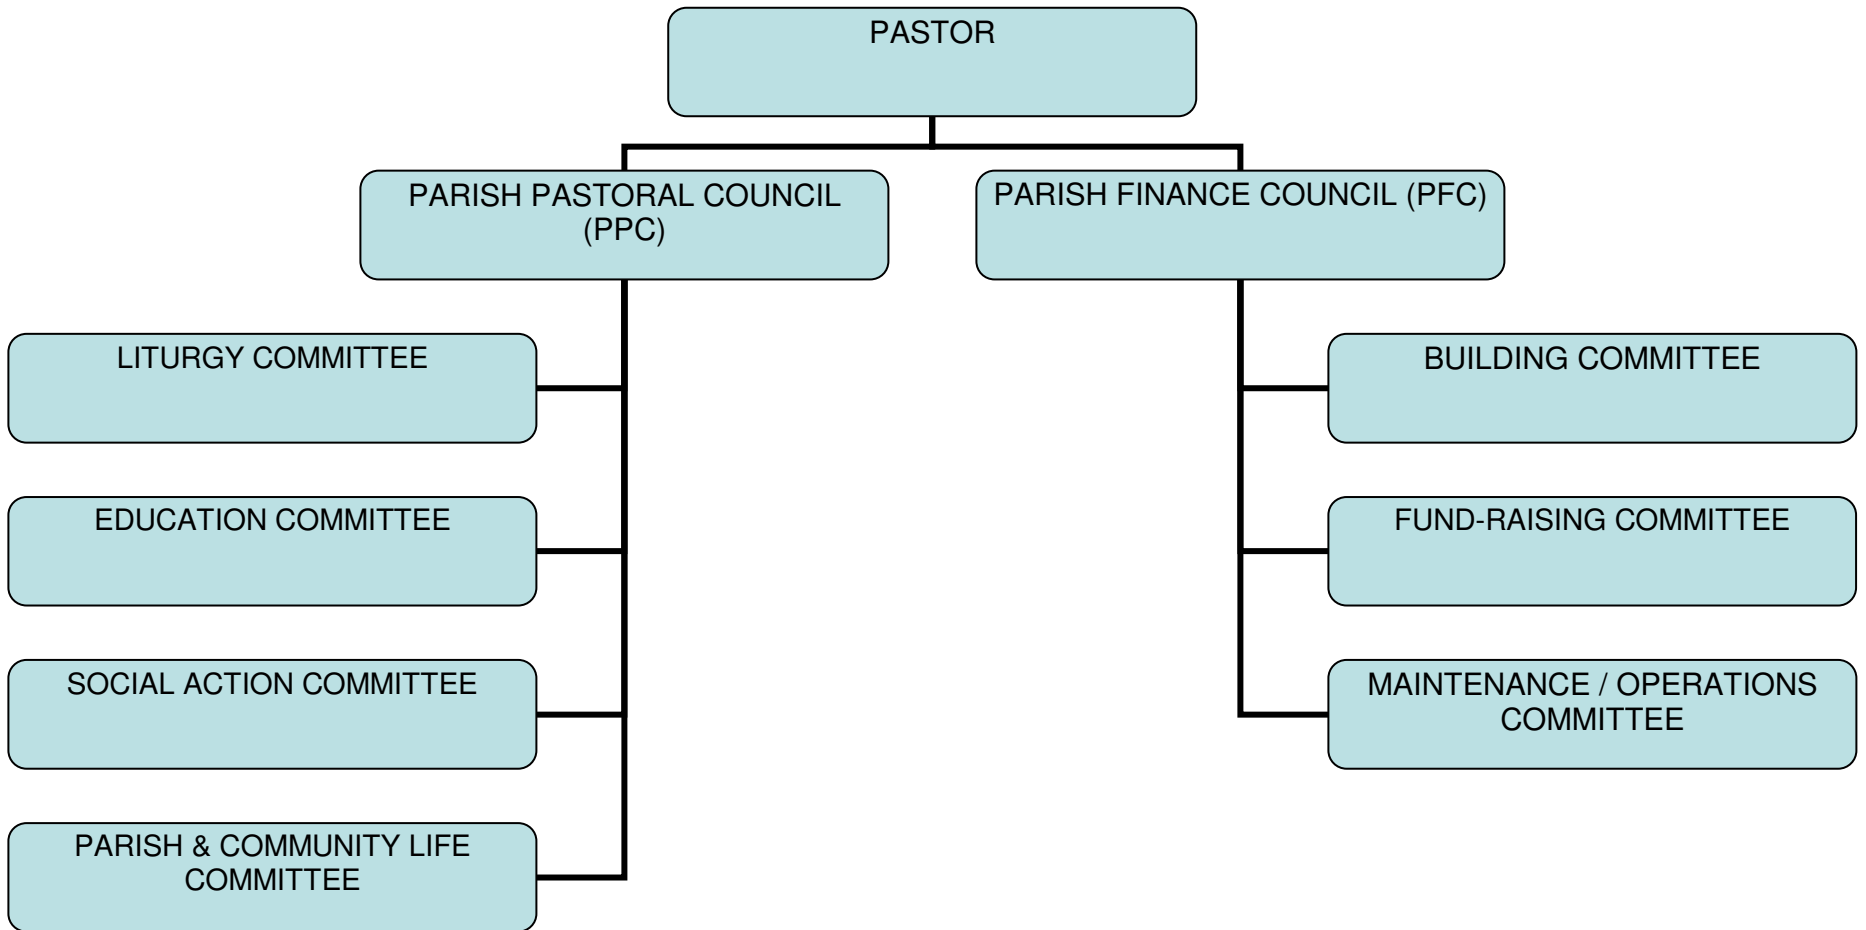 PASTOR
PARISH PASTORAL COUNCIL
(PPC)
PARISH FINANCE COUNCIL (PFC)
LITURGY COMMITTEE
BUILDING COMMITTEE
EDUCATION COMMITTEE
FUND-RAISING COMMITTEE
SOCIAL ACTION COMMITTEE
MAINTENANCE / OPERATIONS
COMMITTEE
PARISH & COMMUNITY LIFE
COMMITTEE